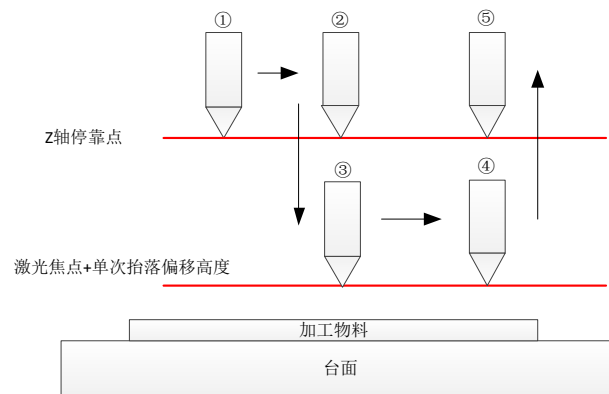 ① ② ⑤
Z轴停靠点
③ ④
激光焦点+单次抬落偏移高度
加工物料
台面